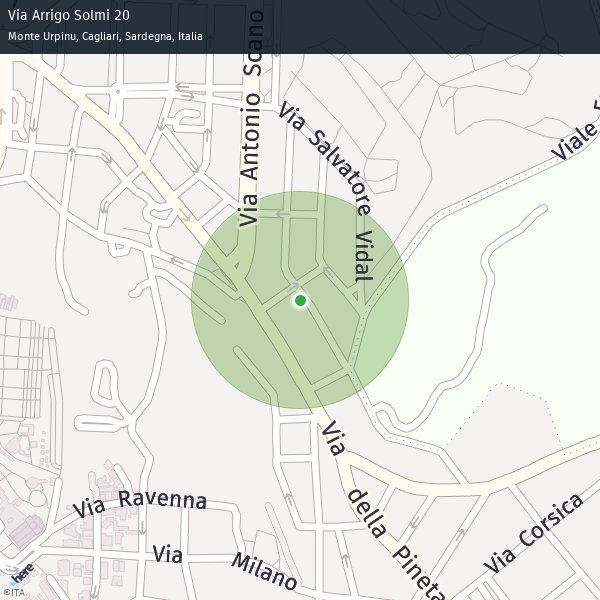 Via Arrigo Solmi 20
Monte Urpinu, Cagliari, Sardegna, Italia
Via Antonio Scano
Via Salvatore Vidal
Viale
Via della Pineta
Via Ravenna
Via Milano
Via Corsica
here
©ITA